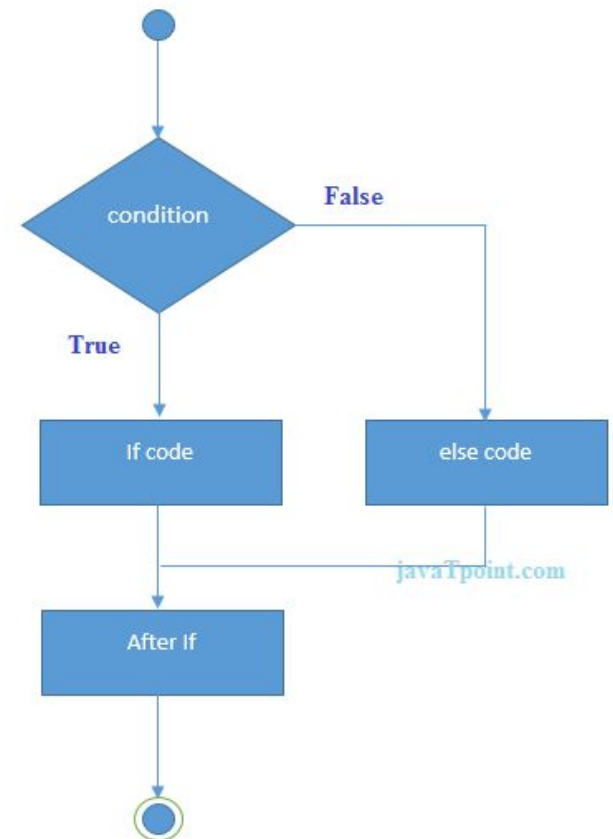 condition
False
True
If code
else code
javaTpoint.com
After If